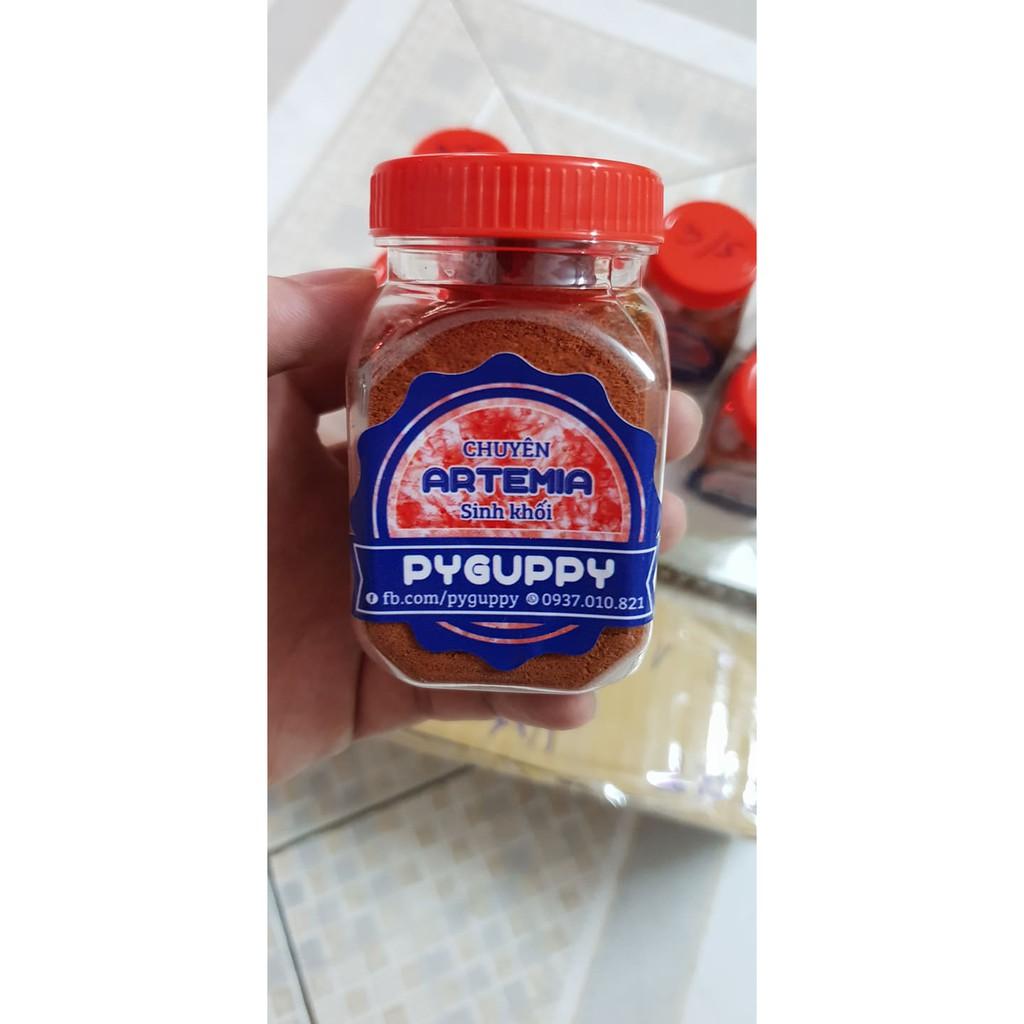 CHUYÊN
ARTEMIA
Sinh khối
PYGUPPY
fb.com/pyguppy 0937.010.821